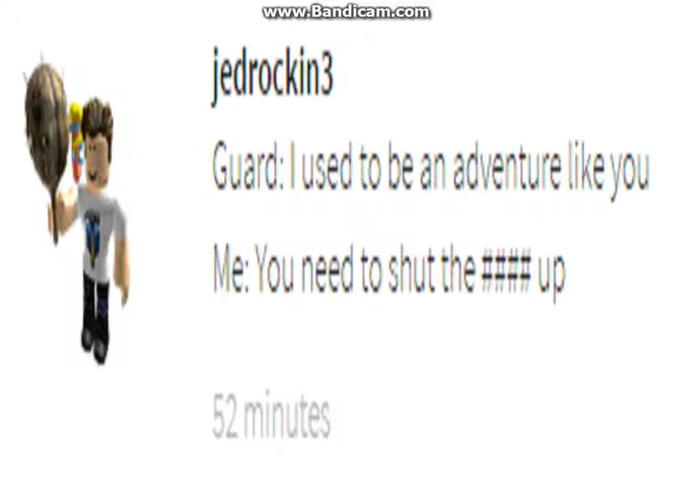 www.Bandicam.com
jedrockin3
Guard: I used to be an adventure like you
Me: You need to shut the #### up
52 minutes